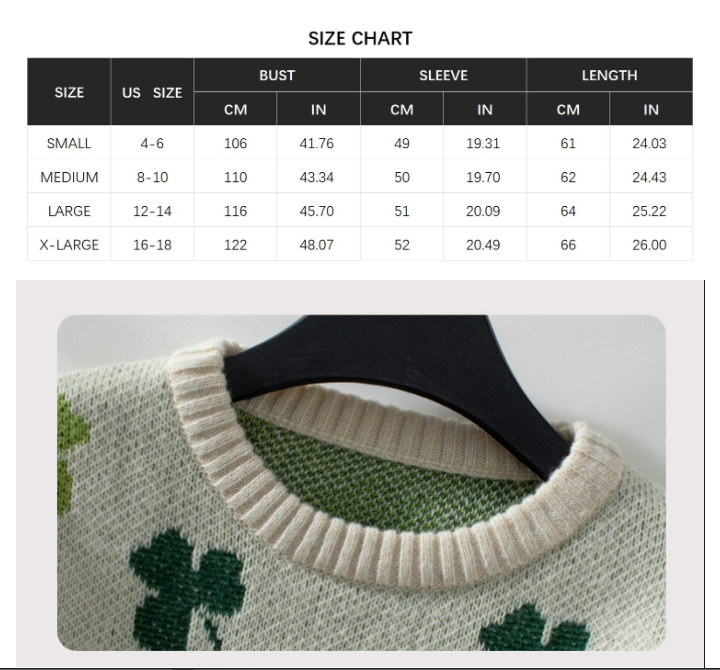 SIZE CHART
SIZE US SIZE BUST SLEEVE LENGTH
CM IN CM IN CM IN
SMALL 4-6 106 41.76 49 19.31 61 24.03
MEDIUM 8-10 110 43.34 50 19.70 62 24.43
LARGE 12-14 116 45.70 51 20.09 64 25.22
X-LARGE 16-18 122 48.07 52 20.49 66 26.00